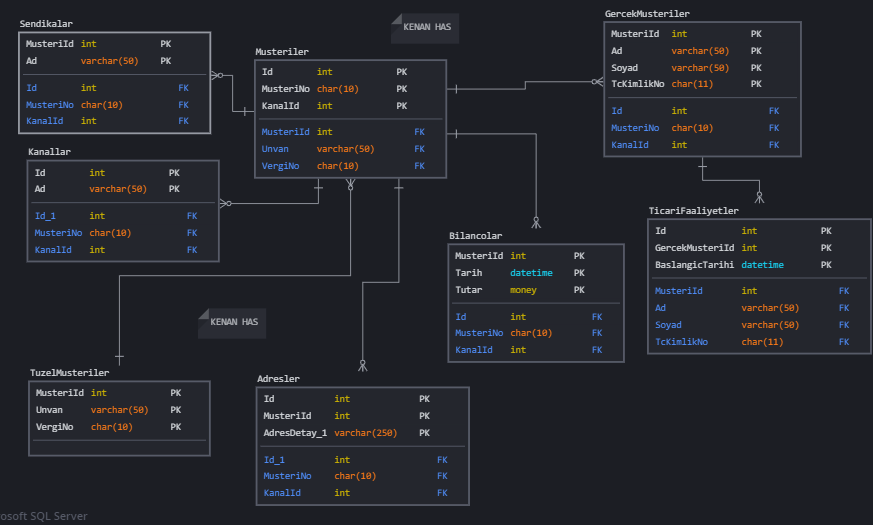 Sendikalar
MusteriId int PK
Ad varchar(50) PK
Id int FK
MusteriNo char(10) FK
KanalId int FK
KENAN HAS
Musteriler
Id int PK
MusteriNo char(10) PK
KanalId int PK
MusteriId int FK
Unvan varchar(50) FK
VergiNo char(10) FK
GercekMusteriler
MusteriId int PK
Ad varchar(50) PK
Soyad varchar(50) PK
TcKimlikNo char(11) PK
Id int FK
MusteriNo char(10) FK
KanalId int FK
Kanallar
Id int PK
Ad varchar(50) PK
Id_1 int FK
MusteriNo char(10) FK
KanalId int FK
Bilancolar
MusteriId int PK
Tarih datetime PK
Tutar money PK
Id int FK
MusteriNo char(10) FK
KanalId int FK
TicariFaaliyetler
Id int PK
GercekMusteriId int PK
BaslangicTarihi datetime PK
MusteriId int FK
Ad varchar(50) FK
Soyad varchar(50) FK
TcKimlikNo char(11) FK
KENAN HAS
TuzelMusteriler
MusteriId int PK
Unvan varchar(50) PK
VergiNo char(10) PK
Adresler
Id int PK
MusteriId int PK
AdresDetay_1 varchar(250) PK
Id_1 int FK
MusteriNo char(10) FK
KanalId int FK
osoft SQL Server